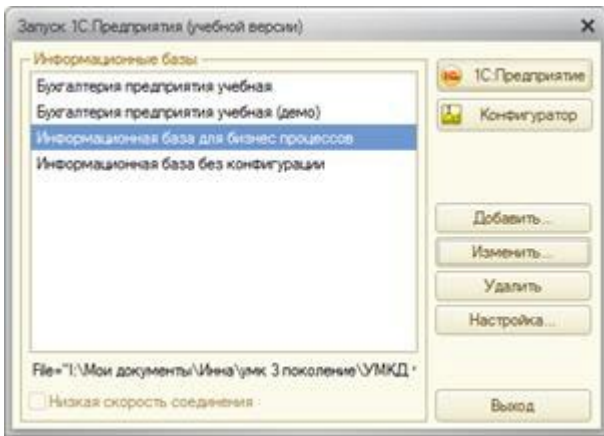 Запуск 1С:Предприятия (учебной версии)
Информационные базы
Бухгалтерия предприятия учебная
Бухгалтерия предприятия учебная (демо)
Информационная база для бизнес процессов
Информационная база без конфигурации
1С:Предприятие
Конфигуратор
Добавить...
Изменить...
Удалить
Настройка...
File="I:\Мои документы\Инна\умк 3 поколение\УМКД
Низкая скорость соединения
Выход